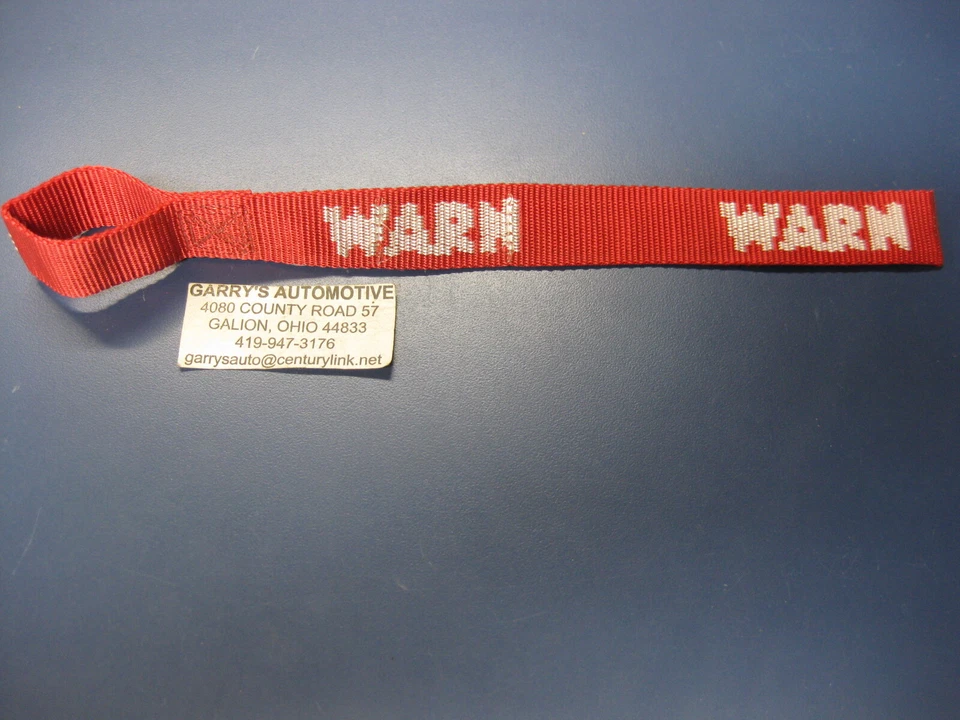 WARN WARN
GARRY'S AUTOMOTIVE
4080 COUNTY ROAD 57
GALION, OHIO 44833
419-947-3176
garrysauto@centurylink.net